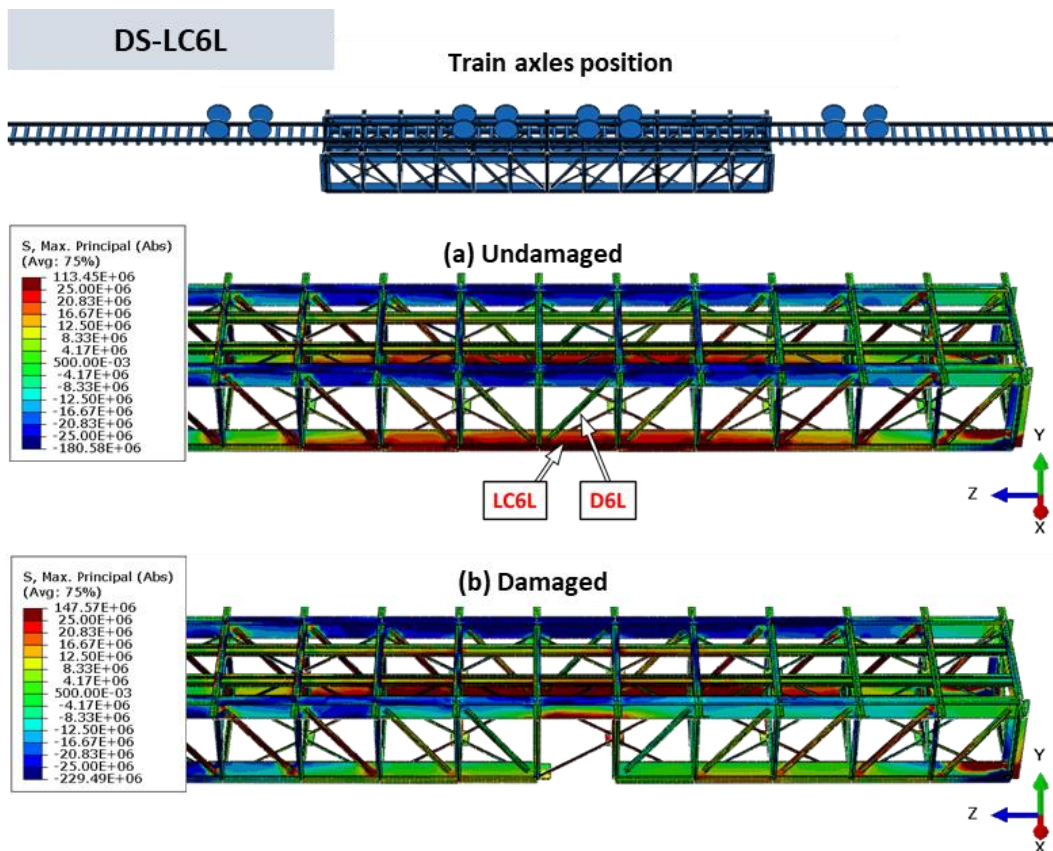 DS-LC6L
Train axles position
(a) Undamaged
S, Max. Principal (Abs)
(Avg: 75%)
113.45E+06
25.00E+06
20.83E+06
16.67E+06
12.50E+06
8.33E+06
4.17E+06
500.00E-03
-4.17E+06
-8.33E+06
-12.50E+06
-16.67E+06
-20.83E+06
-25.00E+06
-180.58E+06
LC6L
D6L
Y
Z
X
(b) Damaged
S, Max. Principal (Abs)
(Avg: 75%)
147.57E+06
25.00E+06
20.83E+06
16.67E+06
12.50E+06
8.33E+06
4.17E+06
500.00E-03
-4.17E+06
-8.33E+06
-12.50E+06
-16.67E+06
-20.83E+06
-25.00E+06
-229.49E+06
Y
Z
X